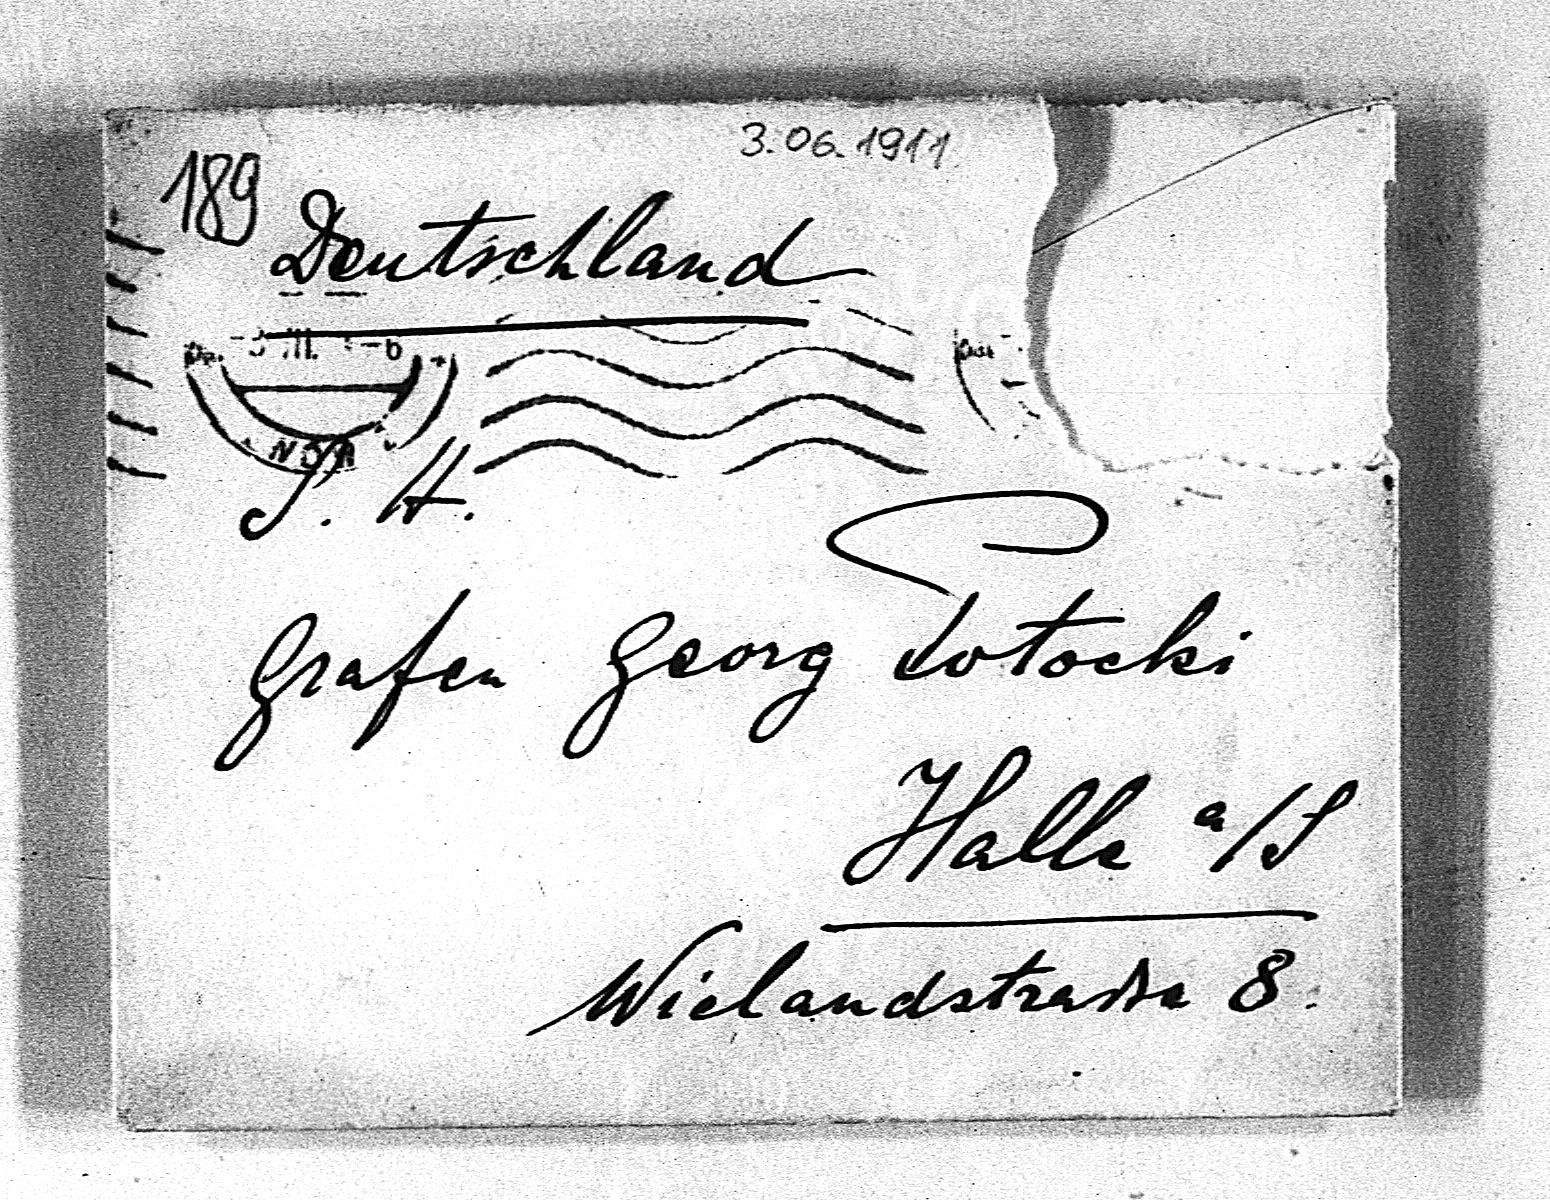 3.06.1911
189
Deutschland
S. H.
Grafen Georg Potocki
Halle a/S
Wielandstrasse 8.